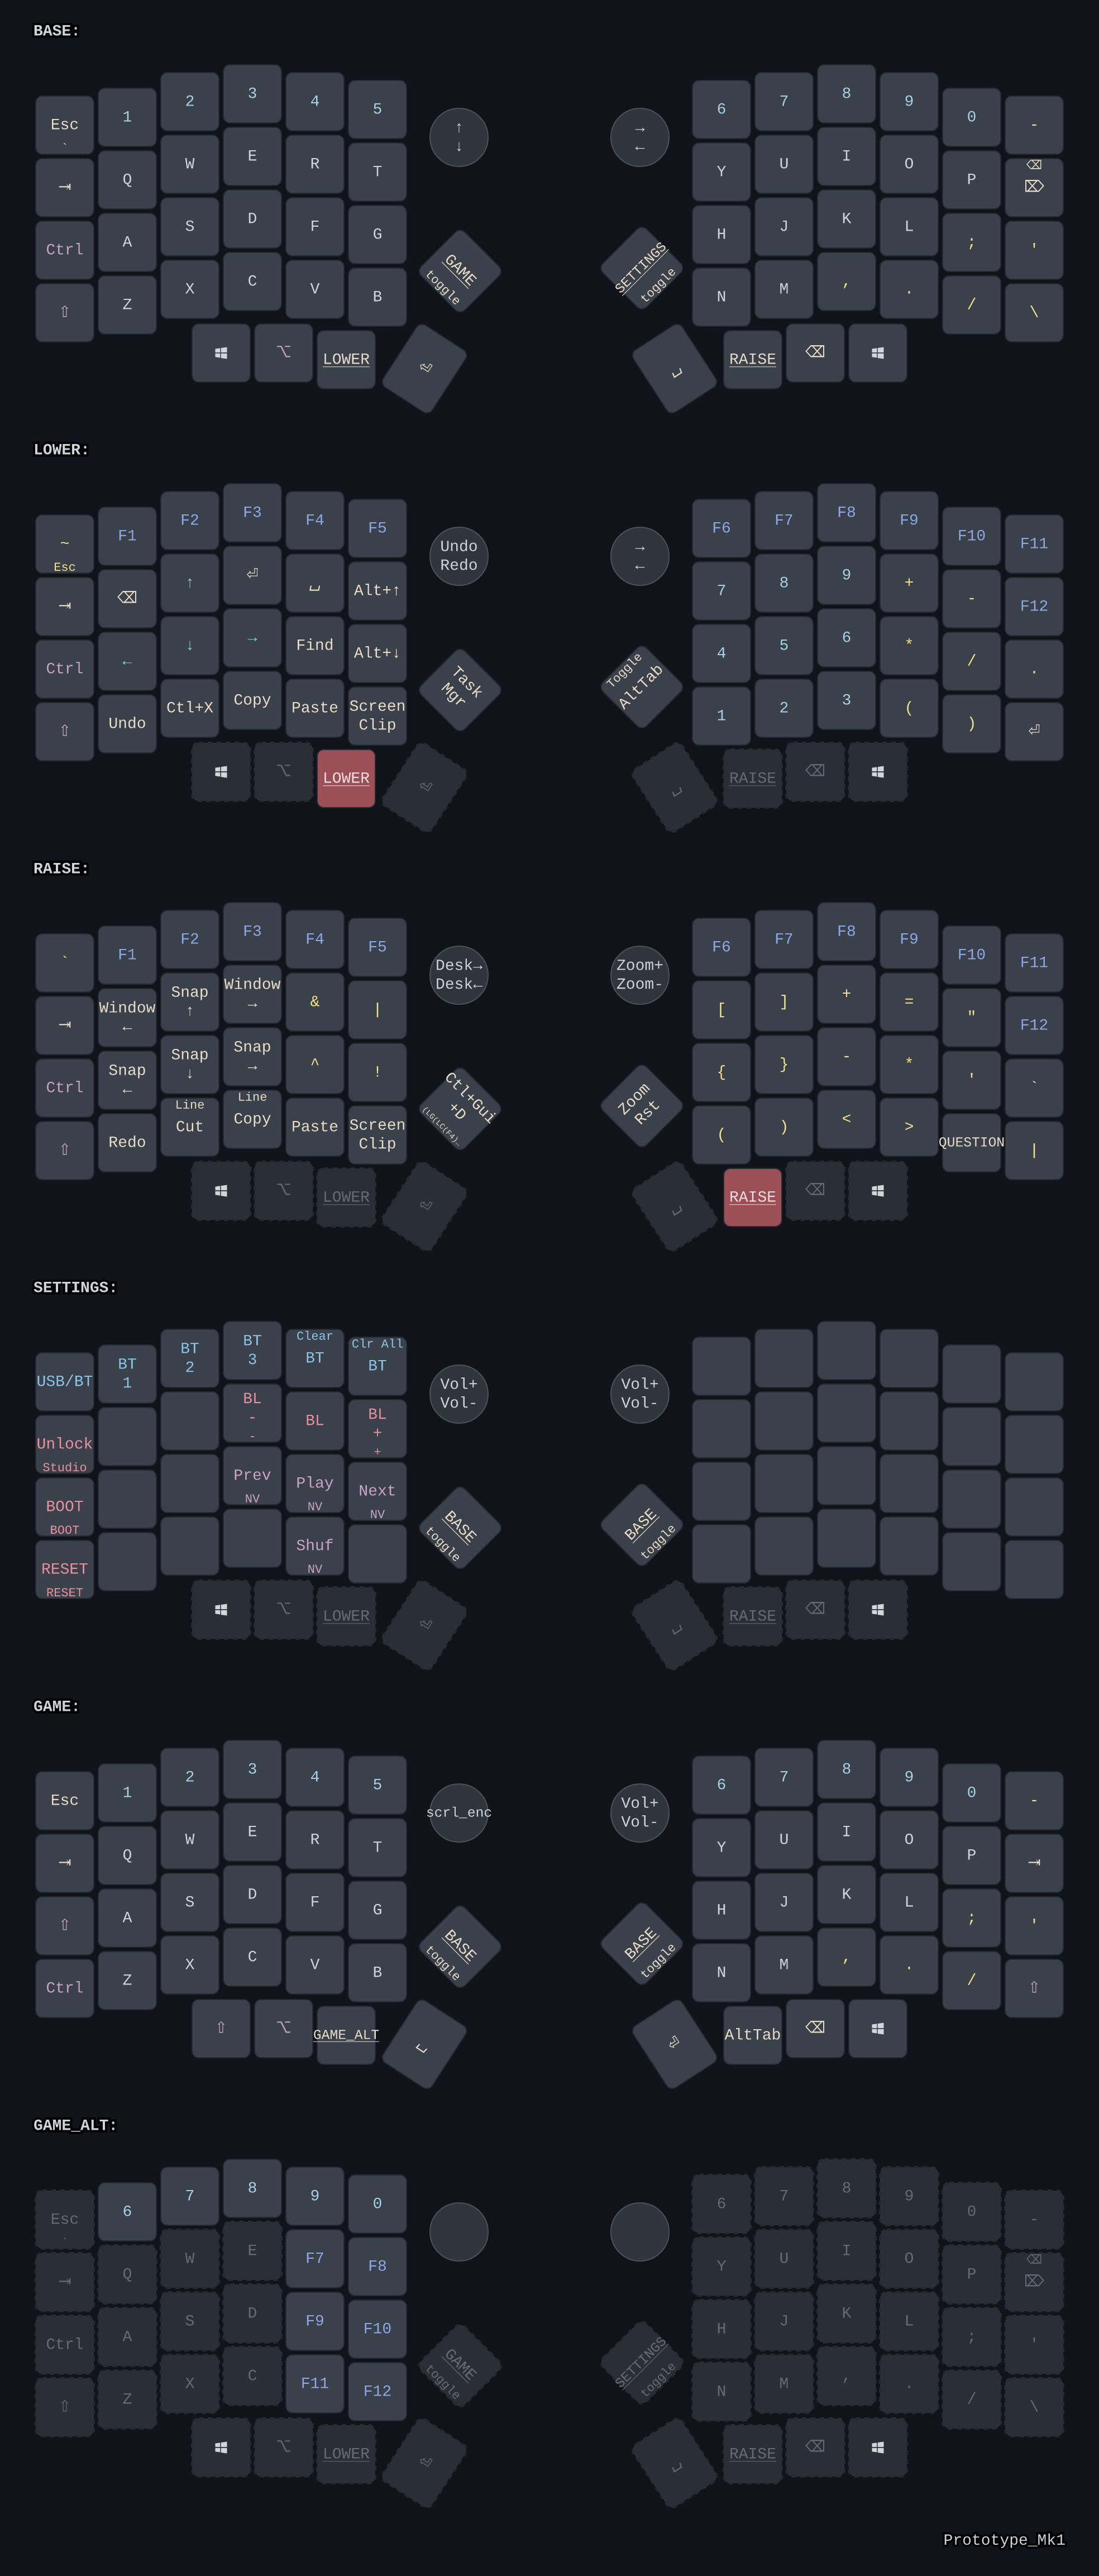 BASE:
Esc 1 2 3 4 5 ↑ → 6 7 8 9 0 -
` ↓ ←
⇥ Q W E R T Y U I O P ⌫
⌦
Ctrl A S D F G GAME SETTINGS H J K L ; '
toggle toggle
⇧ Z X C V B N M , . / \
⌥ LOWER ⏎ ␣ RAISE ⌫
LOWER:
~ F1 F2 F3 F4 F5 Undo → F6 F7 F8 F9 F10 F11
Esc Redo ←
⇥ ⌫ ↑ ⏎ ␣ Alt+↑ 7 8 9 + - F12
Ctrl ← ↓ → Find Alt+↓ Task Toggle 4 5 6 * / .
Mgr AltTab
⇧ Undo Ctl+X Copy Paste Screen 1 2 3 ( ) ⏎
Clip
⌥ LOWER ⏎ ␣ RAISE ⌫
RAISE:
` F1 F2 F3 F4 F5 Desk→ Zoom+ F6 F7 F8 F9 F10 F11
Desk← Zoom-
⇥ Window Snap Window & | [ ] + = " F12
← ↑ →
Ctrl Snap Snap Snap ^ ! Ctl+Gui Zoom { } - * ' `
← ↓ → +D Rst
(LG(LC(F4)
⇧ Redo Line Line Paste Screen ( ) < > QUESTION |
Cut Copy Clip
⌥ LOWER ⏎ ␣ RAISE ⌫
SETTINGS:
USB/BT BT BT BT Clear Clr All Vol+ Vol+
1 2 3 BT BT Vol- Vol-
Unlock BL BL BL
Studio - +
- +
BOOT Prev Play Next BASE BASE
BOOT NV NV NV toggle toggle
RESET Shuf
RESET NV
⌥ LOWER ⏎ ␣ RAISE ⌫
GAME:
Esc 1 2 3 4 5 scrl_enc Vol+ 6 7 8 9 0 -
Vol-
⇥ Q W E R T Y U I O P ⇥
⇧ A S D F G BASE BASE H J K L ; '
toggle toggle
Ctrl Z X C V B N M , . / ⇧
⇧ ⌥ GAME_ALT ␣ ⏎ AltTab ⌫
GAME_ALT:
Esc 6 7 8 9 0 6 7 8 9 0 -
`
⇥ Q W E F7 F8 Y U I O P ⌫
⌦
Ctrl A S D F9 F10 GAME SETTINGS H J K L ; '
toggle toggle
⇧ Z X C F11 F12 N M , . / \
⌥ LOWER ⏎ ␣ RAISE ⌫
Prototype_Mk1